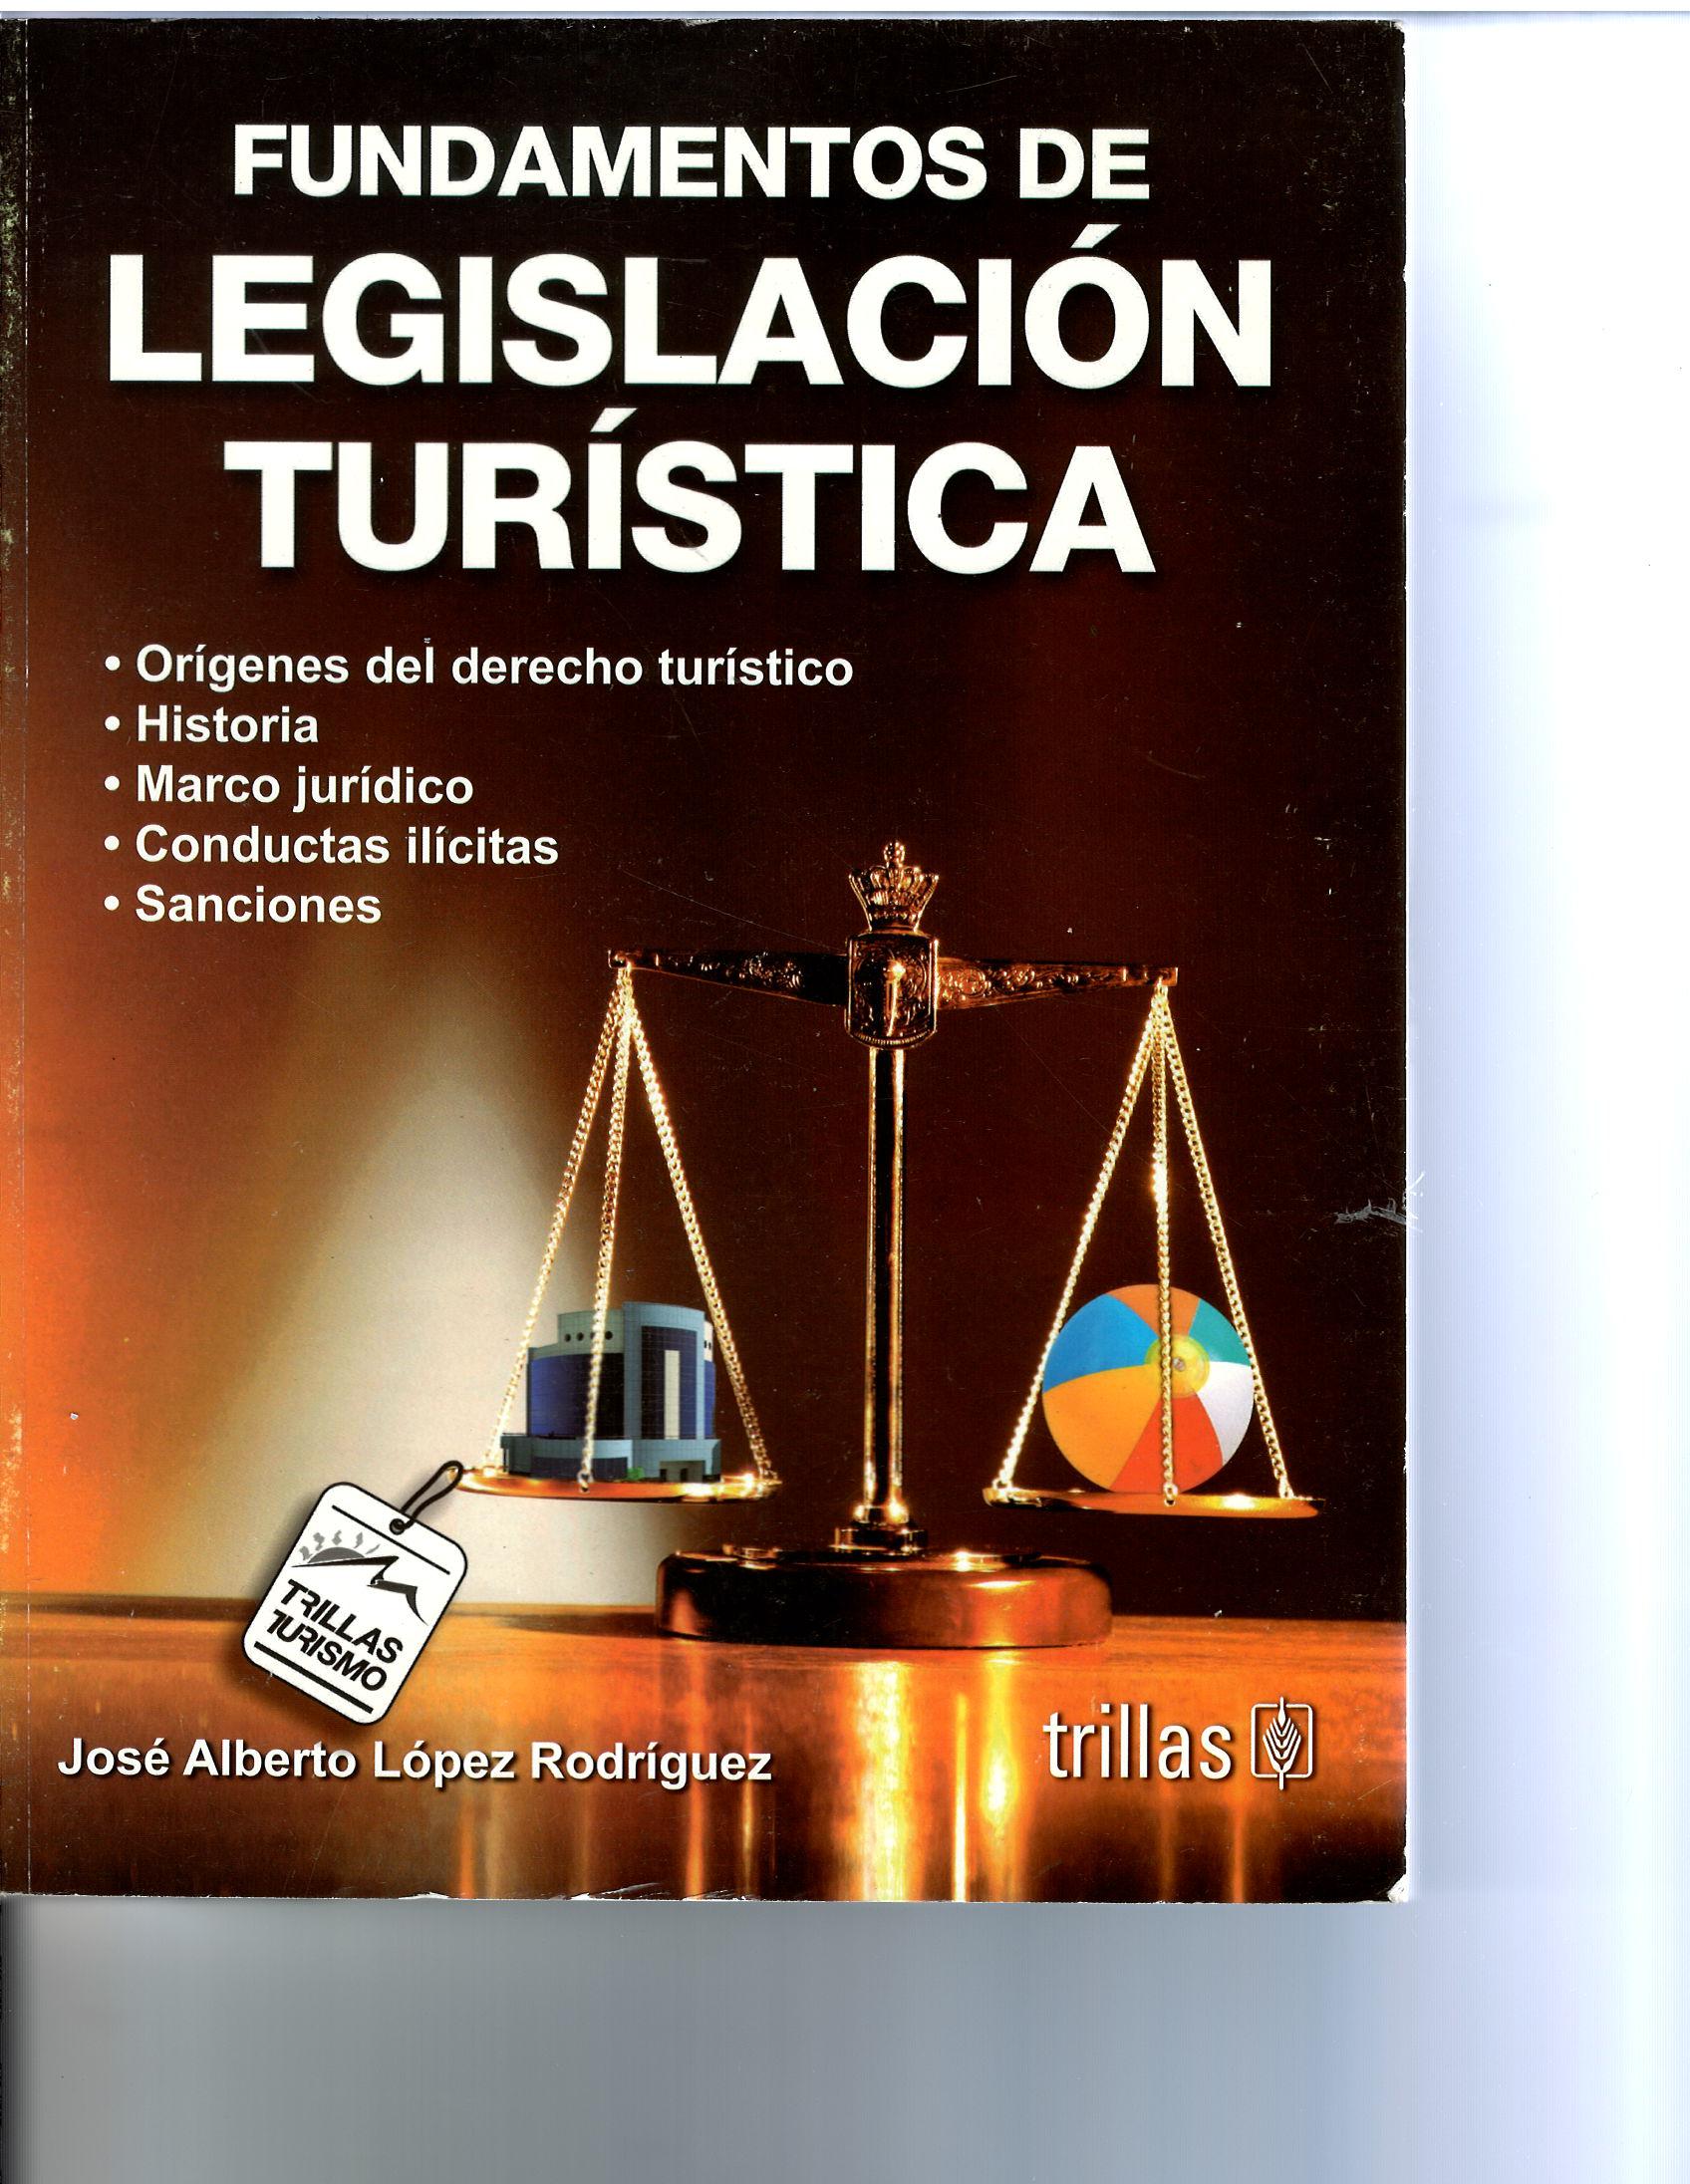 FUNDAMENTOS DE
LEGISLACIÓN
TURÍSTICA
• Orígenes del derecho turístico
• Historia
• Marco jurídico
• Conductas ilícitas
• Sanciones
TRILLAS
TURISMO
José Alberto López Rodríguez
trillas